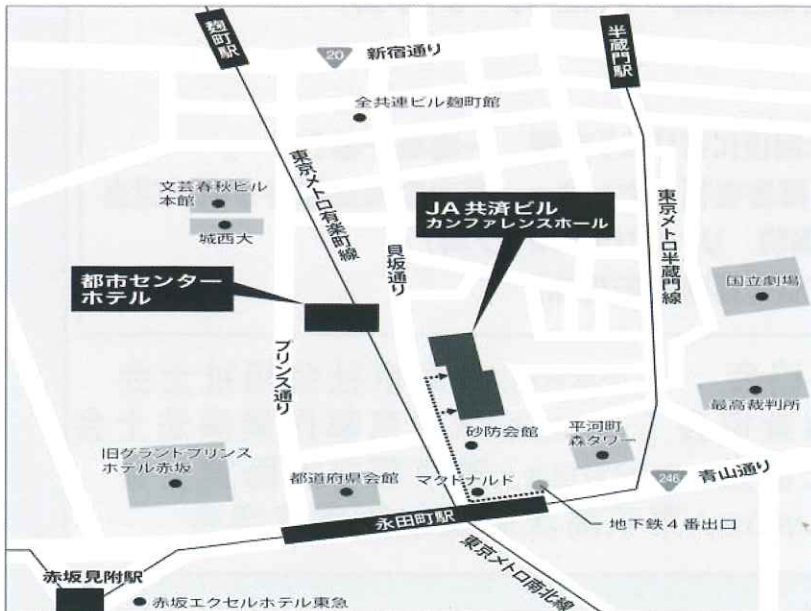 麹町駅
20
新宿通り
半蔵門駅
全共連ビル麹町館
東京メトロ有楽町線
文芸春秋ビル
本館
城西大
JA共済ビル
カンファレンスホール
貝坂通り
東京メトロ半蔵門線
都市センター
ホテル
国立劇場
プリンス通り
最高裁判所
砂防会館
平河町
森タワー
旧グランドプリンス
ホテル赤坂
都道府県会館
マクドナルド
246
青山通り
永田町駅
地下鉄4番出口
東京メトロ南北線
赤坂見附駅
赤坂エクセルホテル東急